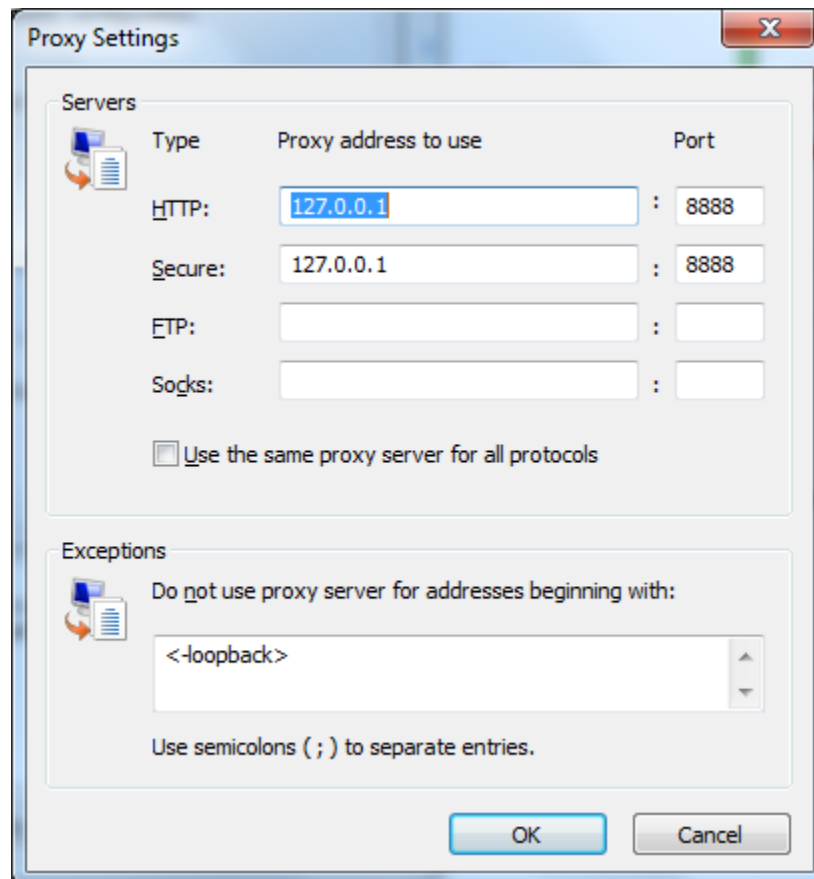 Proxy Settings
Servers
Type Proxy address to use Port
HTTP: 127.0.0.1 : 8888
Secure: 127.0.0.1 : 8888
FTP: :
Socks: :
Use the same proxy server for all protocols
Exceptions
Do not use proxy server for addresses beginning with:
<-loopback>
Use semicolons ( ; ) to separate entries.
OK Cancel